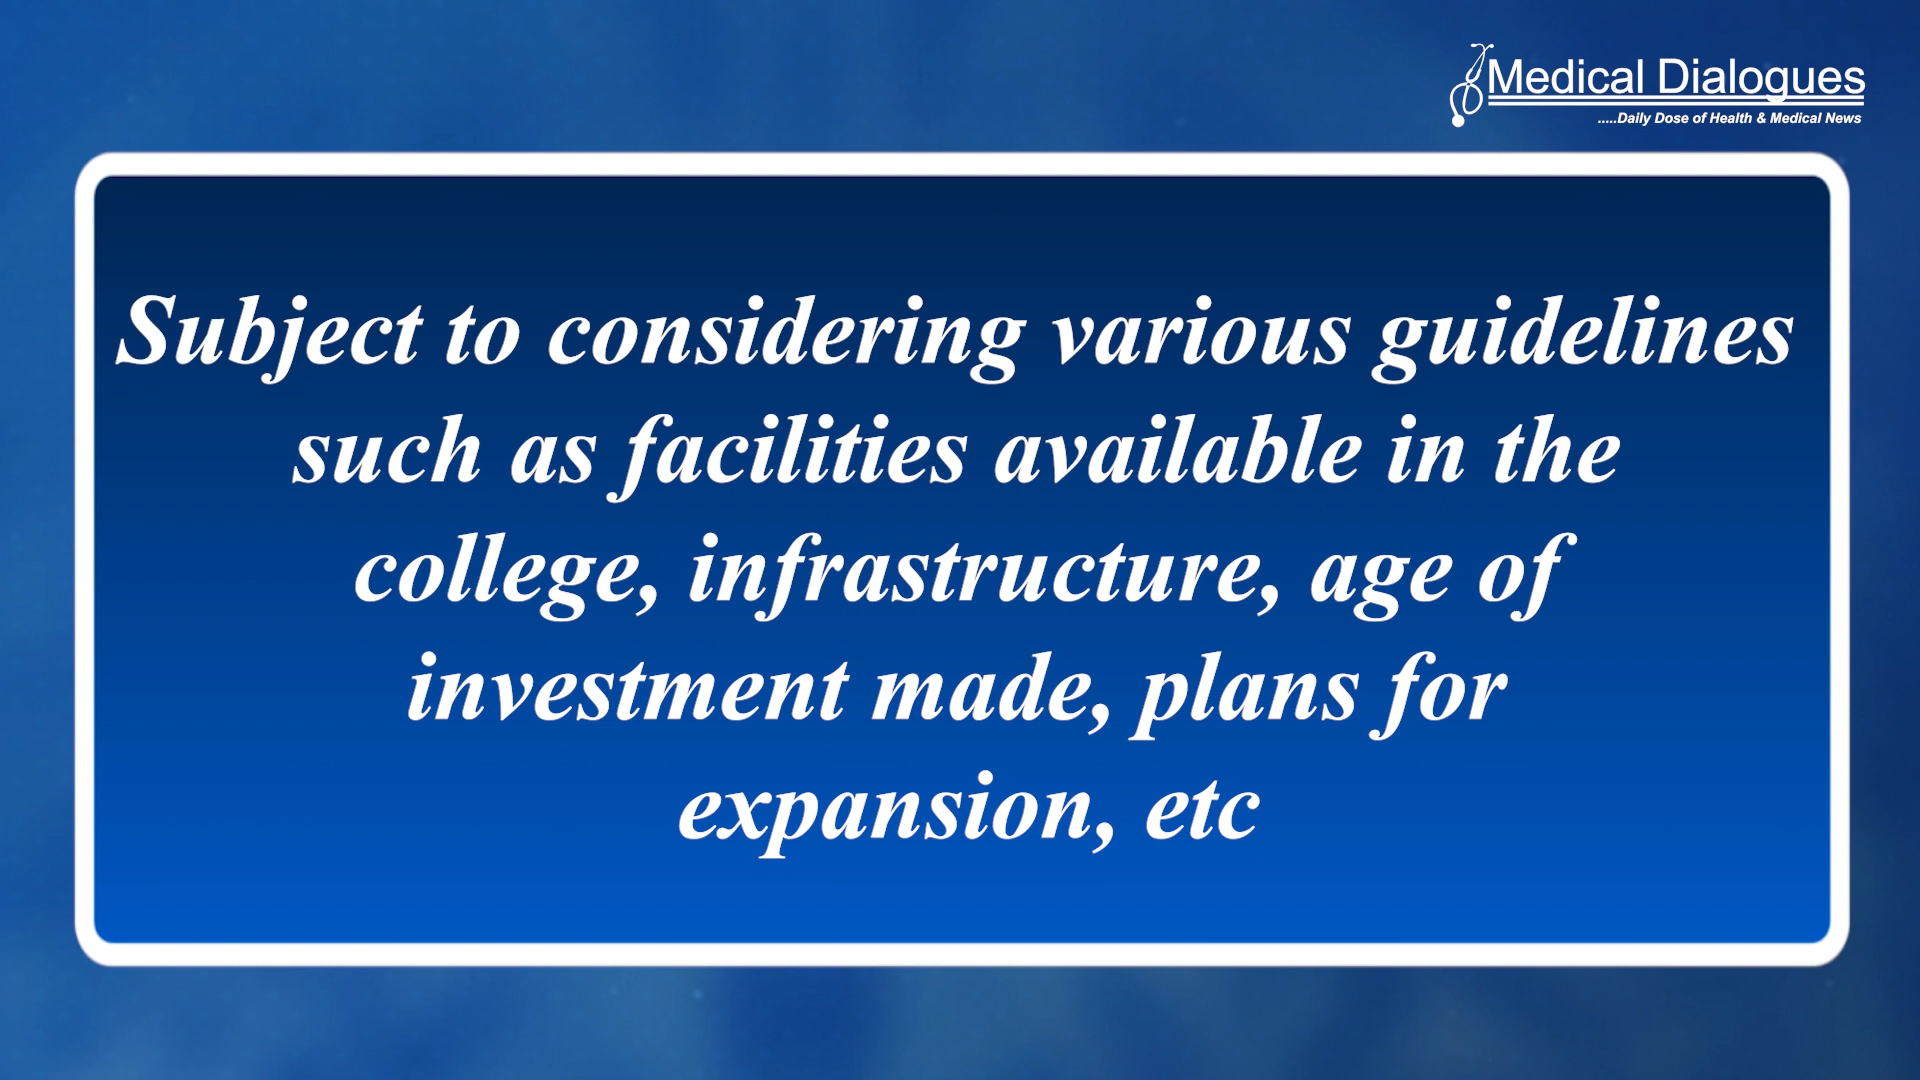 Medical Dialogues
.....Daily Dose of Health & Medical News
Subject to considering various guidelines
such as facilities available in the
college, infrastructure, age of
investment made, plans for
expansion, etc